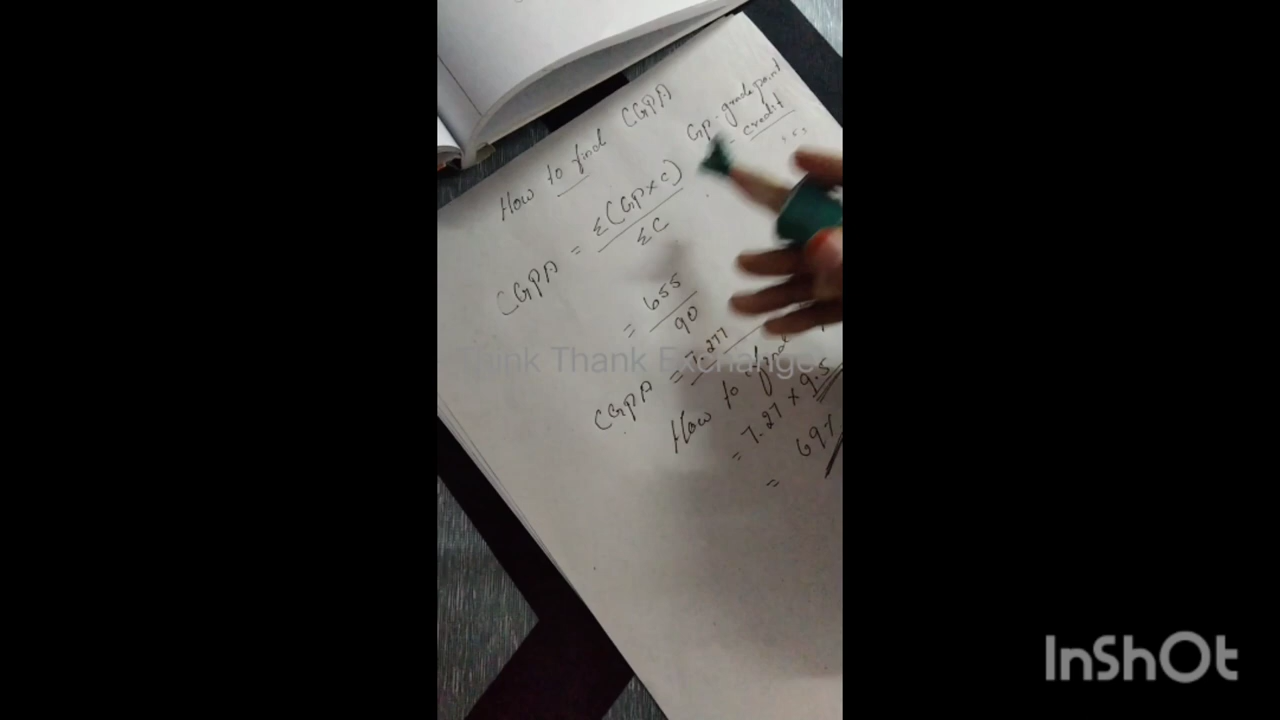 How to find CGPA
GP - grade point
- credit
CGPA = Σ(GP×C)
ΣC
= 655
90
CGPA = 7.277
How to find
= 7.27 × 9.5
= 69%
Think Thank Exchange
InShOt